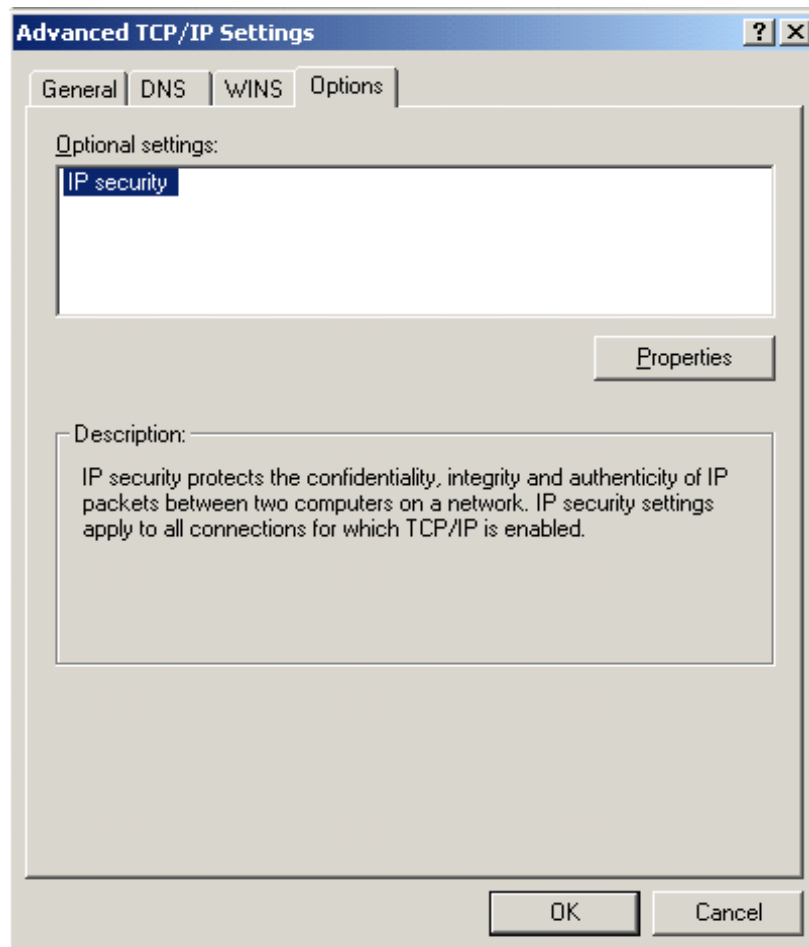 Advanced TCP/IP Settings
General DNS WINS Options
Optional settings:
IP security
Properties
Description:
IP security protects the confidentiality, integrity and authenticity of IP
packets between two computers on a network. IP security settings
apply to all connections for which TCP/IP is enabled.
OK Cancel